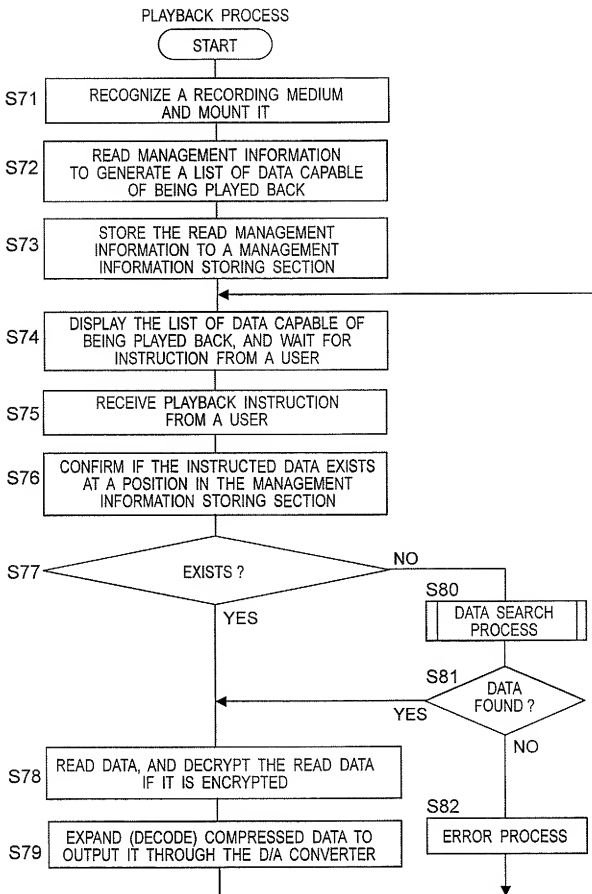 PLAYBACK PROCESS
START
S71
RECOGNIZE A RECORDING MEDIUM
AND MOUNT IT
S72
READ MANAGEMENT INFORMATION
TO GENERATE A LIST OF DATA CAPABLE
OF BEING PLAYED BACK
S73
STORE THE READ MANAGEMENT
INFORMATION TO A MANAGEMENT
INFORMATION STORING SECTION
S74
DISPLAY THE LIST OF DATA CAPABLE OF
BEING PLAYED BACK, AND WAIT FOR
INSTRUCTION FROM A USER
S75
RECEIVE PLAYBACK INSTRUCTION
FROM A USER
S76
CONFIRM IF THE INSTRUCTED DATA EXISTS
AT A POSITION IN THE MANAGEMENT
INFORMATION STORING SECTION
S77
EXISTS ?
NO
YES
S80
DATA SEARCH
PROCESS
S81
DATA
FOUND ?
YES
NO
S78
READ DATA, AND DECRYPT THE READ DATA
IF IT IS ENCRYPTED
S79
EXPAND (DECODE) COMPRESSED DATA TO
OUTPUT IT THROUGH THE D/A CONVERTER
S82
ERROR PROCESS